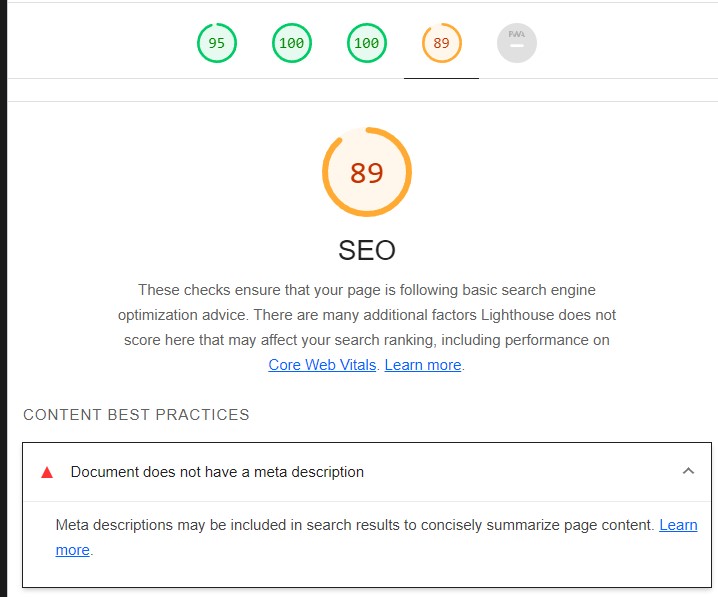 95 100 100 89 PWA
89
SEO
These checks ensure that your page is following basic search engine
optimization advice. There are many additional factors Lighthouse does not
score here that may affect your search ranking, including performance on
Core Web Vitals. Learn more.
CONTENT BEST PRACTICES
Document does not have a meta description
Meta descriptions may be included in search results to concisely summarize page content. Learn
more.